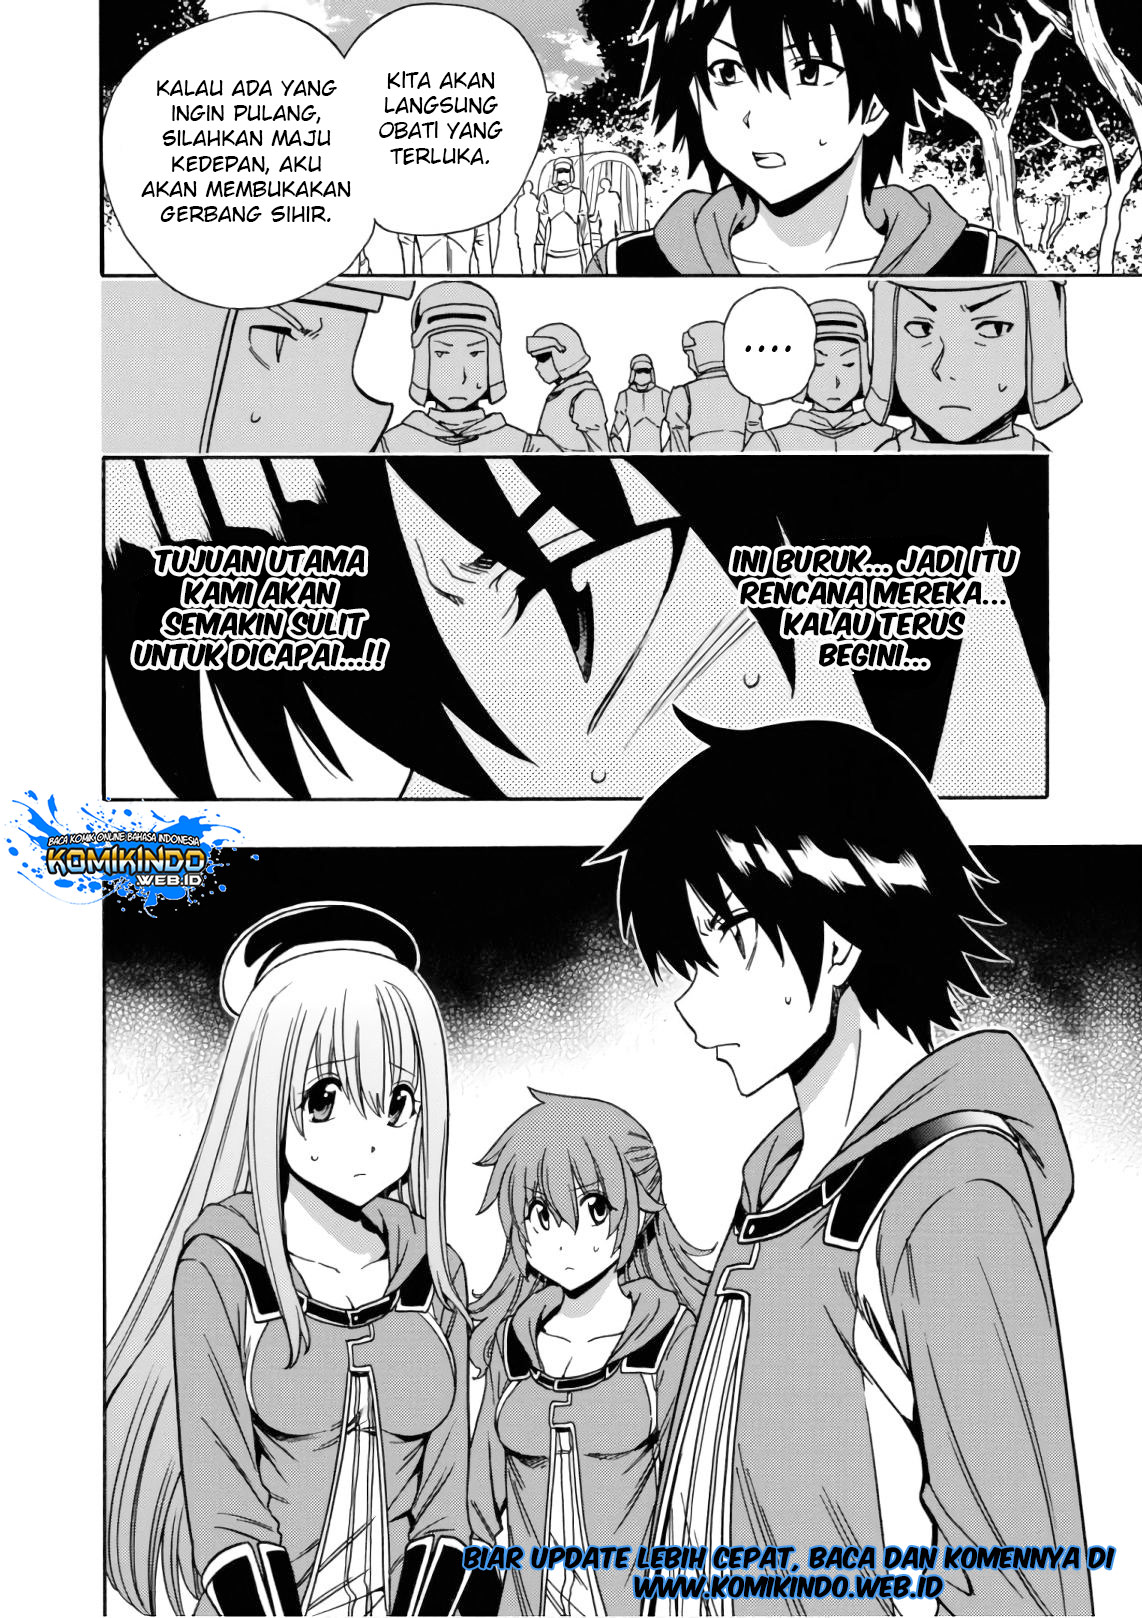 KITA AKAN
LANGSUNG
OBATI YANG
TERLUKA.
KALAU ADA YANG
INGIN PULANG,
SILAHKAN MAJU
KEDEPAN, AKU
AKAN MEMBUKAKAN
GERBANG SIHIR.
....
INI BURUK... JADI ITU
RENCANA MEREKA...
KALAU TERUS
BEGINI...
TUJUAN UTAMA
KAMI AKAN
SEMAKIN SULIT
UNTUK DICAPAI...!!
BACA KOMIK ONLINE BAHASA INDONESIA
KOMIKINDO
WEB.ID
BIAR UPDATE LEBIH CEPAT, BACA DAN KOMENNYA DI
WWW.KOMIKINDO.WEB.ID